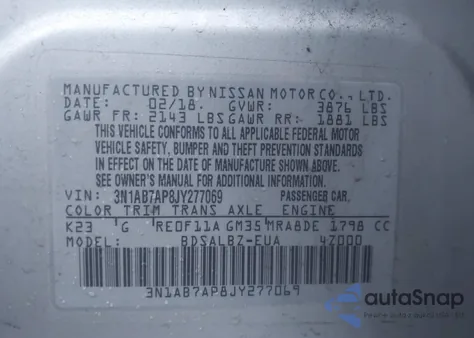 MANUFACTURED BY NISSAN MOTOR CO., LTD.
DATE: 02/18. GVWR: 3876 LBS
GAWR FR: 2143 LBS GAWR RR: 1881 LBS
THIS VEHICLE CONFORMS TO ALL APPLICABLE FEDERAL MOTOR
VEHICLE SAFETY, BUMPER AND THEFT PREVENTION STANDARDS
IN EFFECT ON THE DATE OF MANUFACTURE SHOWN ABOVE.
SEE OWNER'S MANUAL FOR ADDITIONAL INFORMATION.
VIN: 3N1AB7AP8JY277069 PASSENGER CAR.
COLOR TRIM TRANS AXLE ENGINE
K23 G RE0F11A GM35 MRA8DE 1798 CC
MODEL: BDSALBZ-EUA 4Z000
3N1AB7AP8JY277069
autoSnap